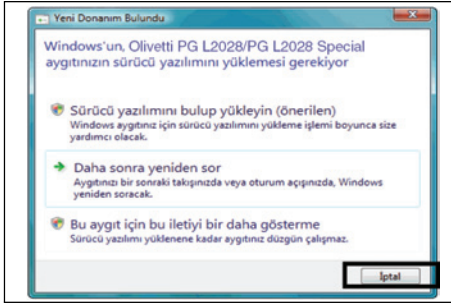 Yeni Donanım Bulundu
Windows'un, Olivetti PG L2028/PG L2028 Special
aygıtınızın sürücü yazılımını yüklemesi gerekiyor
Sürücü yazılımını bulup yükleyin (önerilen)
Windows aygıtınız için sürücü yazılımını yükleme işlemi boyunca size
yardımcı olacak.
Daha sonra yeniden sor
Aygıtınızı bir sonraki takışınızda veya oturum açışınızda, Windows
yeniden soracak.
Bu aygıt için bu iletiyi bir daha gösterme
Sürücü yazılımı yüklenene kadar aygıtınız düzgün çalışmaz.
İptal